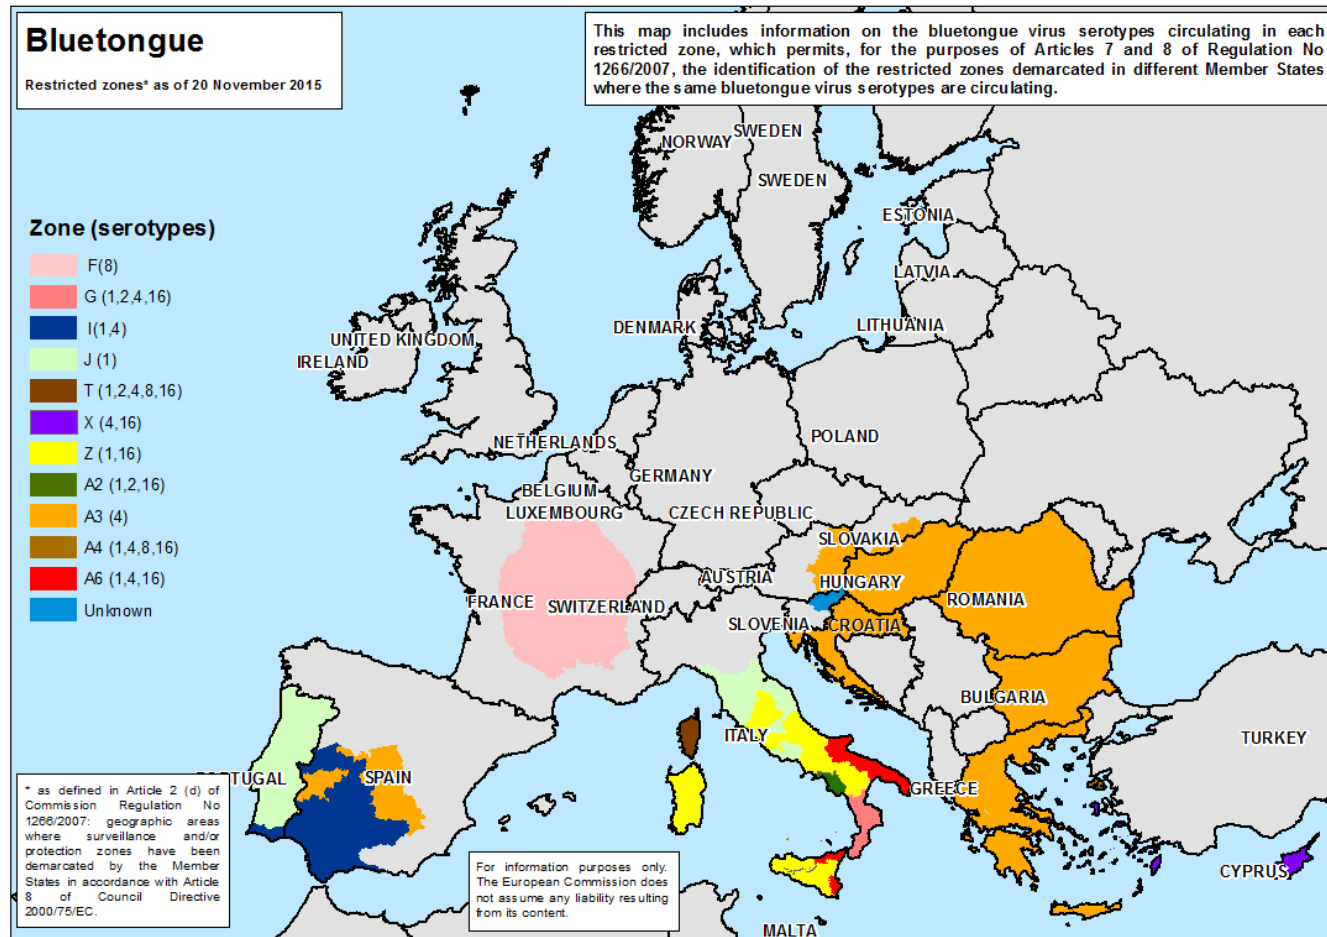 Bluetongue
Restricted zones* as of 20 November 2015
This map includes information on the bluetongue virus serotypes circulating in each
restricted zone, which permits, for the purposes of Articles 7 and 8 of Regulation No
1266/2007, the identification of the restricted zones demarcated in different Member States
where the same bluetongue virus serotypes are circulating.
NORWAY
SWEDEN
SWEDEN
ESTONIA
LATVIA
LITHUANIA
DENMARK
UNITED KINGDOM
IRELAND
Zone (serotypes)
F(8)
G (1,2,4,16)
I(1,4)
J (1)
T (1,2,4,8,16)
X (4,16)
Z (1,16)
A2 (1,2,16)
A3 (4)
A4 (1,4,8,16)
A6 (1,4,16)
Unknown
NETHERLANDS
POLAND
GERMANY
BELGIUM
LUXEMBOURG
CZECH REPUBLIC
SLOVAKIA
AUSTRIA
HUNGARY
FRANCE
SWITZERLAND
ROMANIA
SLOVENIA
CROATIA
BULGARIA
ITALY
TURKEY
PORTUGAL
SPAIN
GREECE
CYPRUS
MALTA
* as defined in Article 2 (d) of
Commission Regulation No
1266/2007: geographic areas
where surveillance and/or
protection zones have been
demarcated by the Member
States in accordance with Article
8 of Council Directive
2000/75/EC.
For information purposes only.
The European Commission does
not assume any liability resulting
from its content.